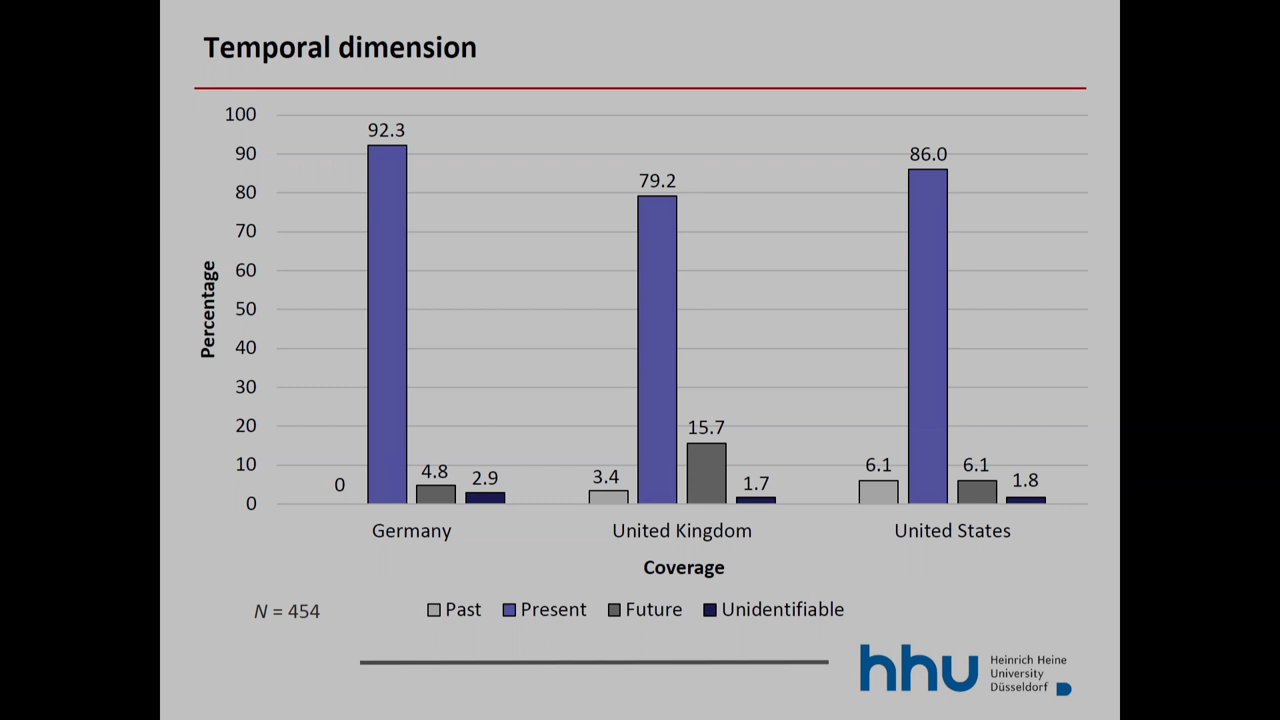 Temporal dimension
100
90
80
70
60
50
40
30
20
10
0
Percentage
92.3
79.2
86.0
0
4.8
2.9
3.4
15.7
1.7
6.1
6.1
1.8
Germany
United Kingdom
United States
Coverage
N = 454
Past
Present
Future
Unidentifiable
hhu
Heinrich Heine
University
Düsseldorf